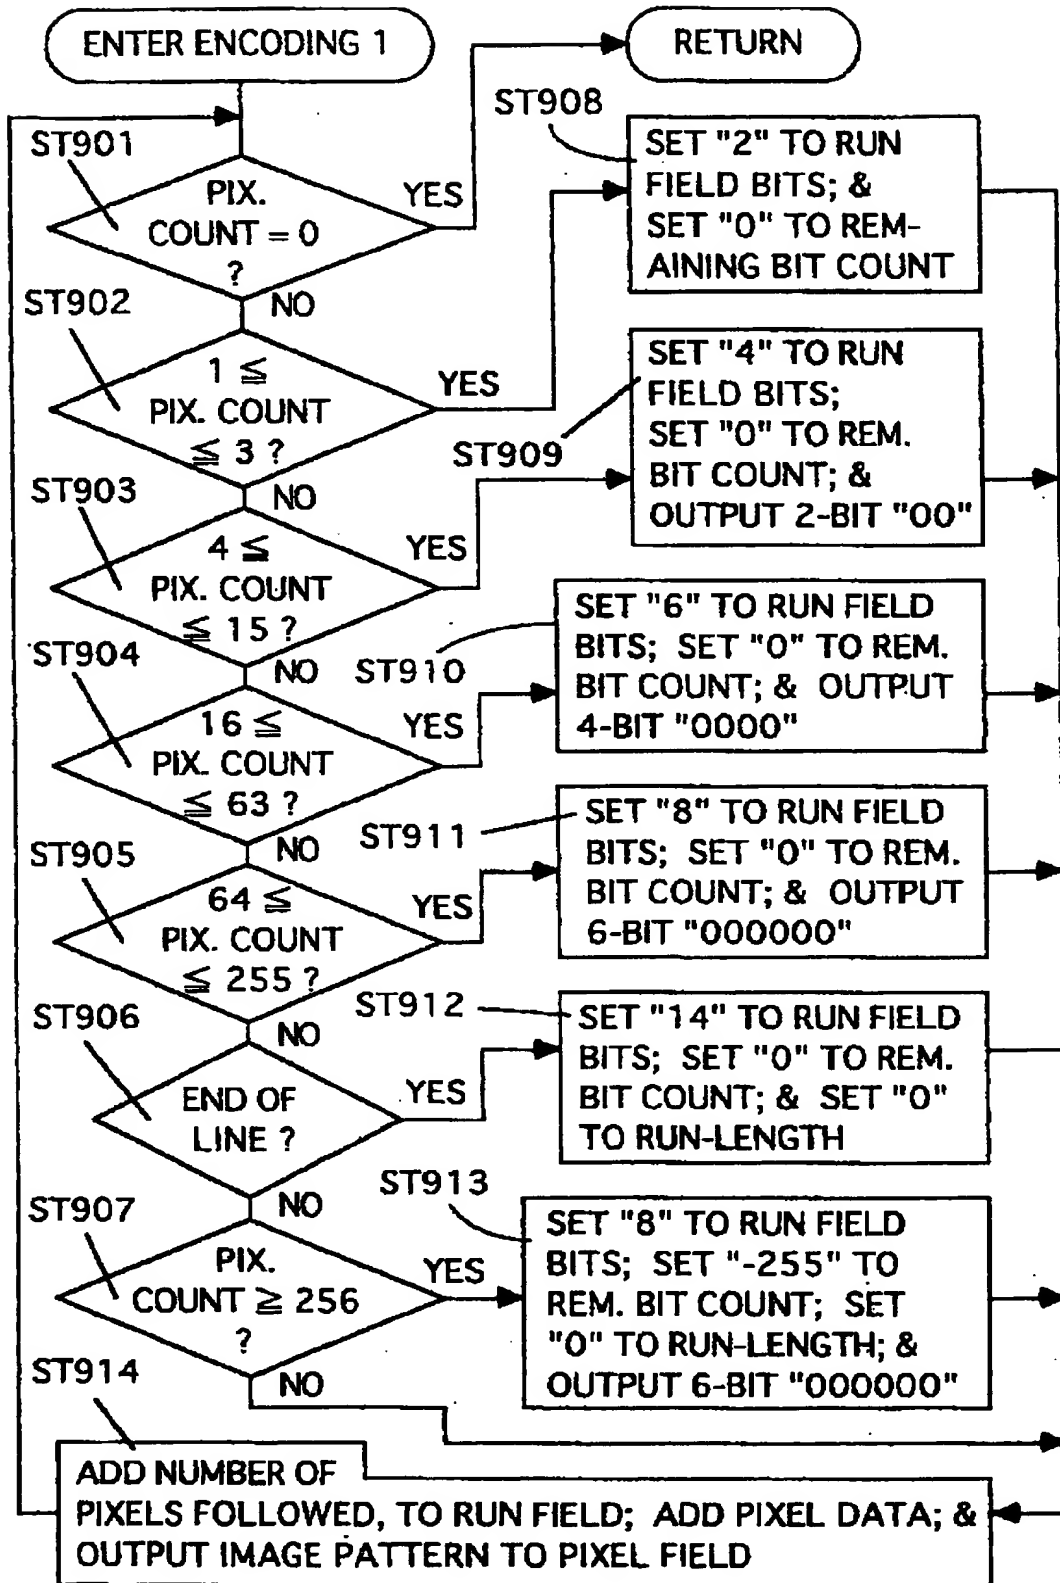 ENTER ENCODING 1
RETURN
ST901
PIX.
COUNT = 0
?
YES
NO
ST908
SET "2" TO RUN
FIELD BITS; &
SET "0" TO REM-
AINING BIT COUNT
ST902
1 ≦
PIX. COUNT
≦ 3 ?
YES
NO
ST909
SET "4" TO RUN
FIELD BITS;
SET "0" TO REM.
BIT COUNT; &
OUTPUT 2-BIT "00"
ST903
4 ≦
PIX. COUNT
≦ 15 ?
YES
NO
ST910
SET "6" TO RUN FIELD
BITS; SET "0" TO REM.
BIT COUNT; & OUTPUT
4-BIT "0000"
ST904
16 ≦
PIX. COUNT
≦ 63 ?
YES
NO
ST911
SET "8" TO RUN FIELD
BITS; SET "0" TO REM.
BIT COUNT; & OUTPUT
6-BIT "000000"
ST905
64 ≦
PIX. COUNT
≦ 255 ?
YES
NO
ST912
SET "14" TO RUN FIELD
BITS; SET "0" TO REM.
BIT COUNT; & SET "0"
TO RUN-LENGTH
ST906
END OF
LINE ?
YES
NO
ST913
SET "8" TO RUN FIELD
BITS; SET "-255" TO
REM. BIT COUNT; SET
"0" TO RUN-LENGTH; &
OUTPUT 6-BIT "000000"
ST907
PIX.
COUNT ≧ 256
?
YES
NO
ST914
ADD NUMBER OF
PIXELS FOLLOWED, TO RUN FIELD; ADD PIXEL DATA; &
OUTPUT IMAGE PATTERN TO PIXEL FIELD